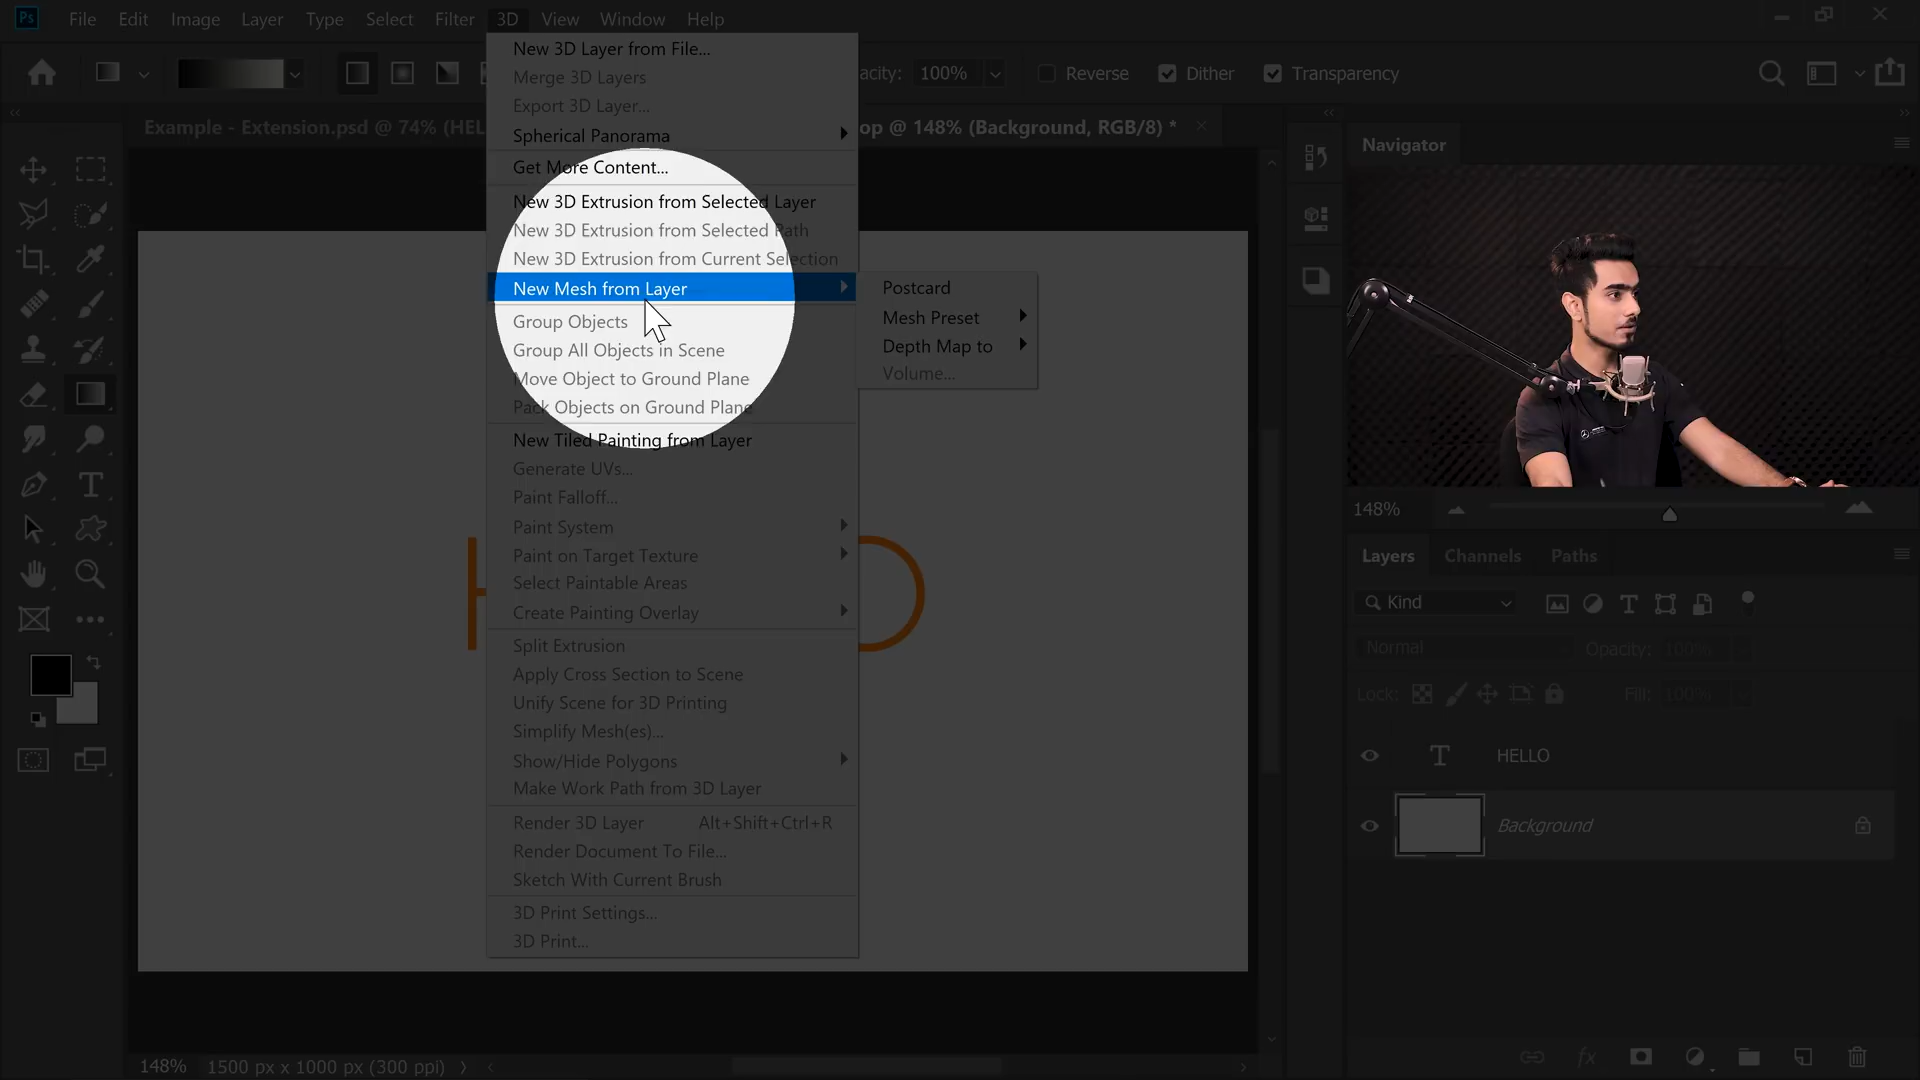 Ps File Edit Image Layer Type Select Filter 3D View Window Help
acity: 100% Reverse Dither Transparency
Example - Extension.psd @ 74% (HEL
op @ 148% (Background, RGB/8) *
New 3D Layer from File...
Merge 3D Layers
Export 3D Layer...
Spherical Panorama
Get More Content...
New 3D Extrusion from Selected Layer
New 3D Extrusion from Selected Path
New 3D Extrusion from Current Selection
New Mesh from Layer
Group Objects
Group All Objects in Scene
Move Object to Ground Plane
Pack Objects on Ground Plane
New Tiled Painting from Layer
Generate UVs...
Paint Falloff...
Paint System
Paint on Target Texture
Select Paintable Areas
Create Painting Overlay
Split Extrusion
Apply Cross Section to Scene
Unify Scene for 3D Printing
Simplify Mesh(es)...
Show/Hide Polygons
Make Work Path from 3D Layer
Render 3D Layer Alt+Shift+Ctrl+R
Render Document To File...
Sketch With Current Brush
3D Print Settings...
3D Print...
Postcard
Mesh Preset
Depth Map to
Volume...
H O
Navigator
148%
Layers Channels Paths
Kind
Normal Opacity: 100%
Lock: Fill: 100%
HELLO
Background
148% 1500 px x 1000 px (300 ppi)